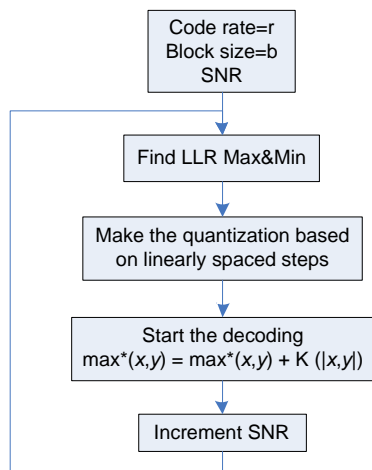 Code rate=r
Block size=b
SNR
Find LLR Max&Min
Make the quantization based
on linearly spaced steps
Start the decoding
max*(x,y) = max*(x,y) + K (|x,y|)
Increment SNR